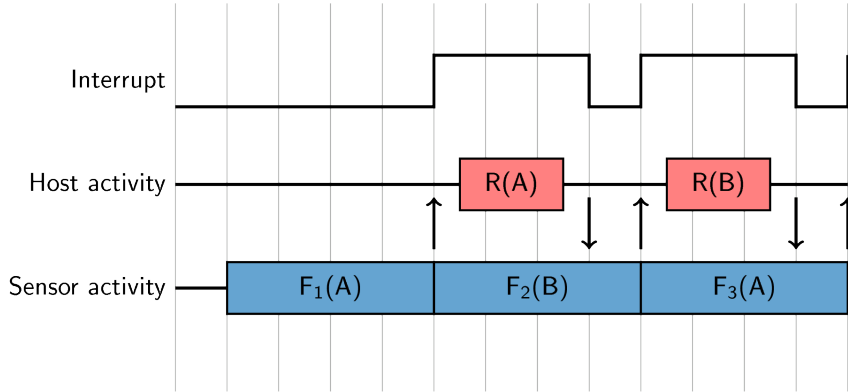 Interrupt
Host activity R(A) R(B)
Sensor activity F₁(A) F₂(B) F₃(A)